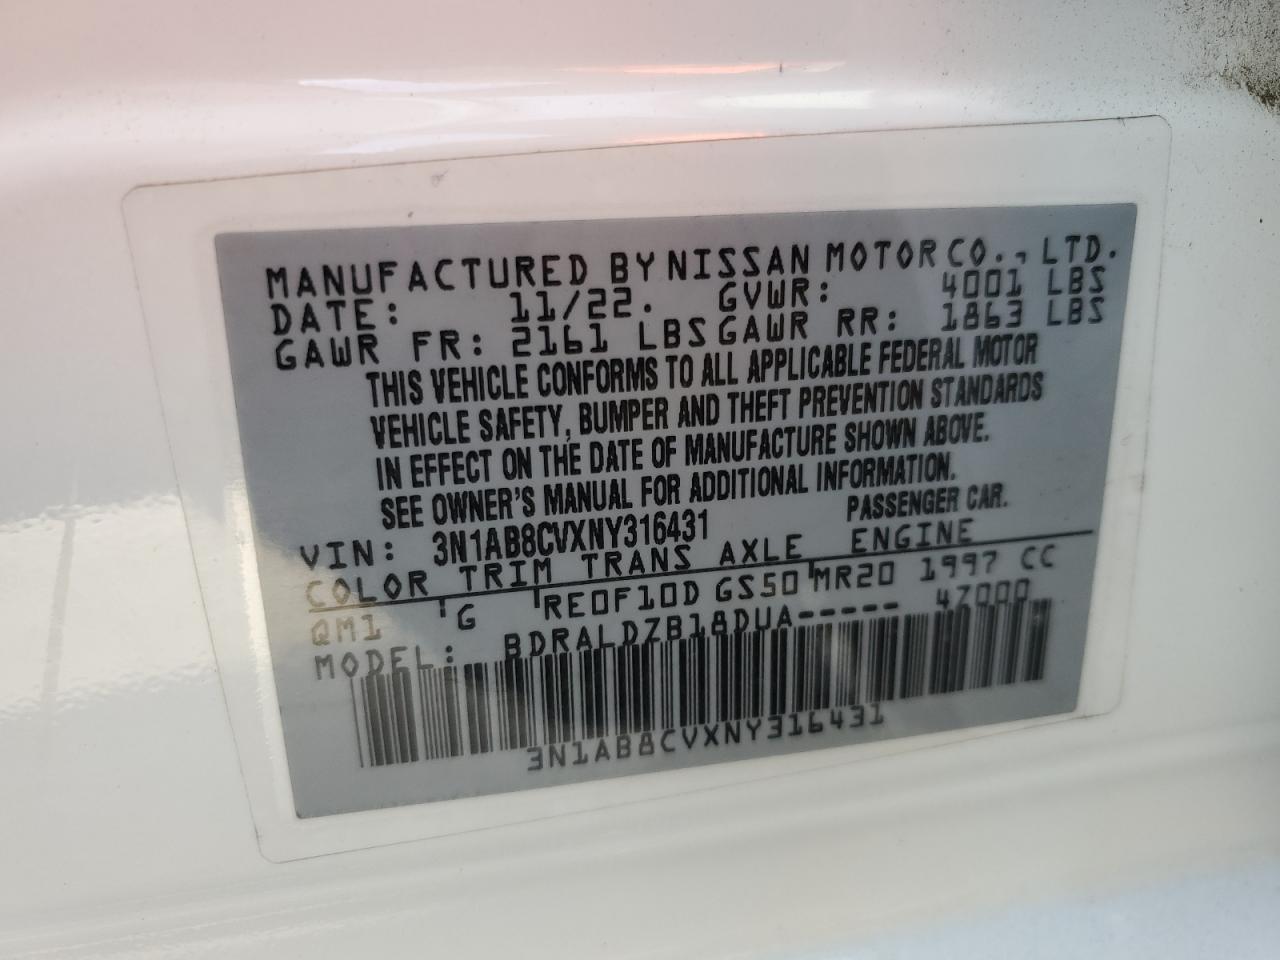 MANUFACTURED BY NISSAN MOTOR CO., LTD.
DATE: 11/22. GVWR: 4001 LBS
GAWR FR: 2161 LBS GAWR RR: 1863 LBS
THIS VEHICLE CONFORMS TO ALL APPLICABLE FEDERAL MOTOR
VEHICLE SAFETY, BUMPER AND THEFT PREVENTION STANDARDS
IN EFFECT ON THE DATE OF MANUFACTURE SHOWN ABOVE.
SEE OWNER'S MANUAL FOR ADDITIONAL INFORMATION.
VIN: 3N1AB8CVXNY316431 PASSENGER CAR.
COLOR TRIM TRANS AXLE ENGINE
QM1 G RE0F10D GS50 MR20 1997 CC
MODEL: BDRALDZB18DUA----- 47000
3N1AB8CVXNY316431